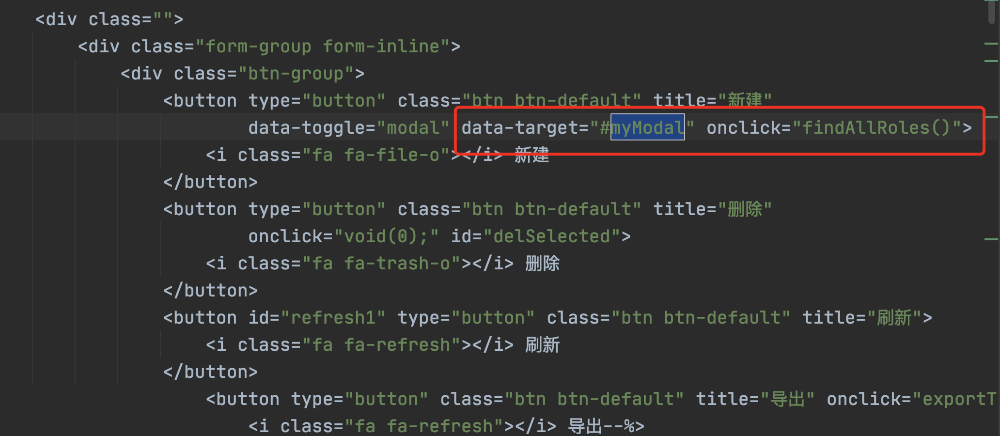 <div class="">
<div class="form-group form-inline">
<div class="btn-group">
<button type="button" class="btn btn-default" title="新建"
data-toggle="modal" data-target="#myModal" onclick="findAllRoles()">
<i class="fa fa-file-o"></i> 新建
</button>
<button type="button" class="btn btn-default" title="删除"
onclick="void(0);" id="delSelected">
<i class="fa fa-trash-o"></i> 删除
</button>
<button id="refresh1" type="button" class="btn btn-default" title="刷新">
<i class="fa fa-refresh"></i> 刷新
</button>
<button type="button" class="btn btn-default" title="导出" onclick="exportT
<i class="fa fa-refresh"></i> 导出--%>